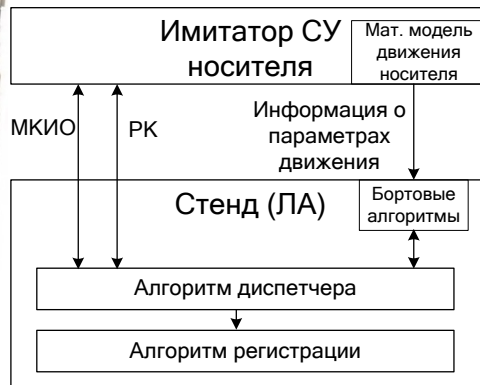 Имитатор СУ
носителя
Мат. модель
движения
носителя
МКИО
РК
Информация о
параметрах
движения
Стенд (ЛА)
Бортовые
алгоритмы
Алгоритм диспетчера
Алгоритм регистрации